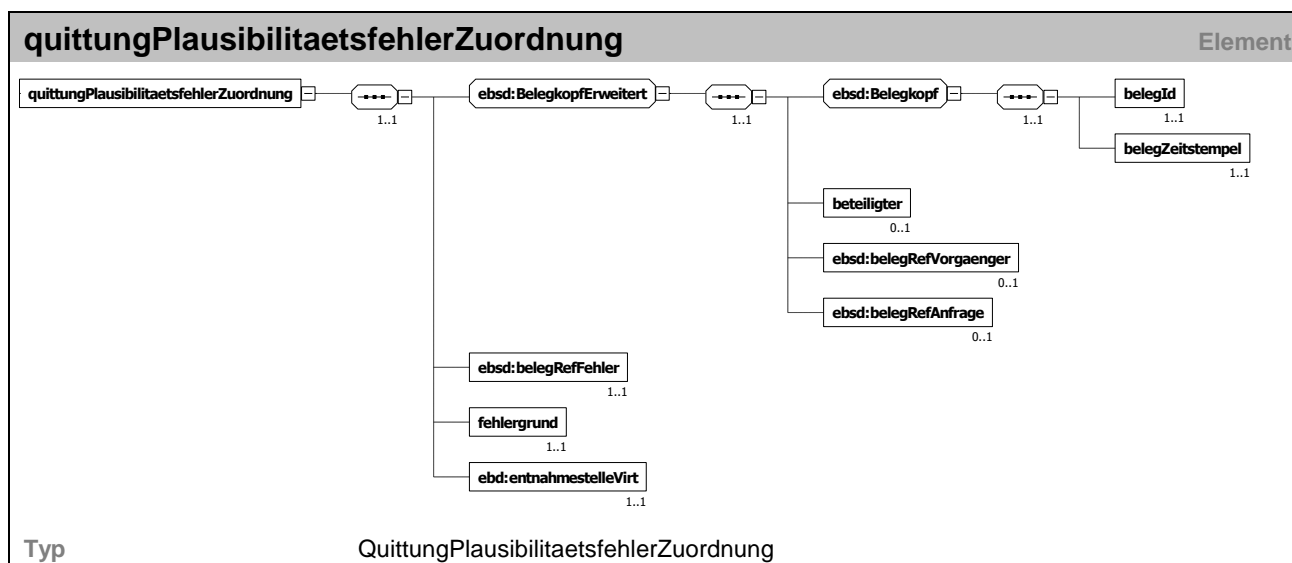 quittungPlausibilitaetsfehlerZuordnung Element
quittungPlausibilitaetsfehlerZuordnung
1..1
ebsd:BelegkopfErweitert
1..1
ebsd:Belegkopf
1..1
belegId
1..1
belegZeitstempel
1..1
beteiligter
0..1
ebsd:belegRefVorgaenger
0..1
ebsd:belegRefAnfrage
0..1
ebsd:belegRefFehler
1..1
fehlergrund
1..1
ebd:entnahmestelleVirt
1..1
Typ QuittungPlausibilitaetsfehlerZuordnung